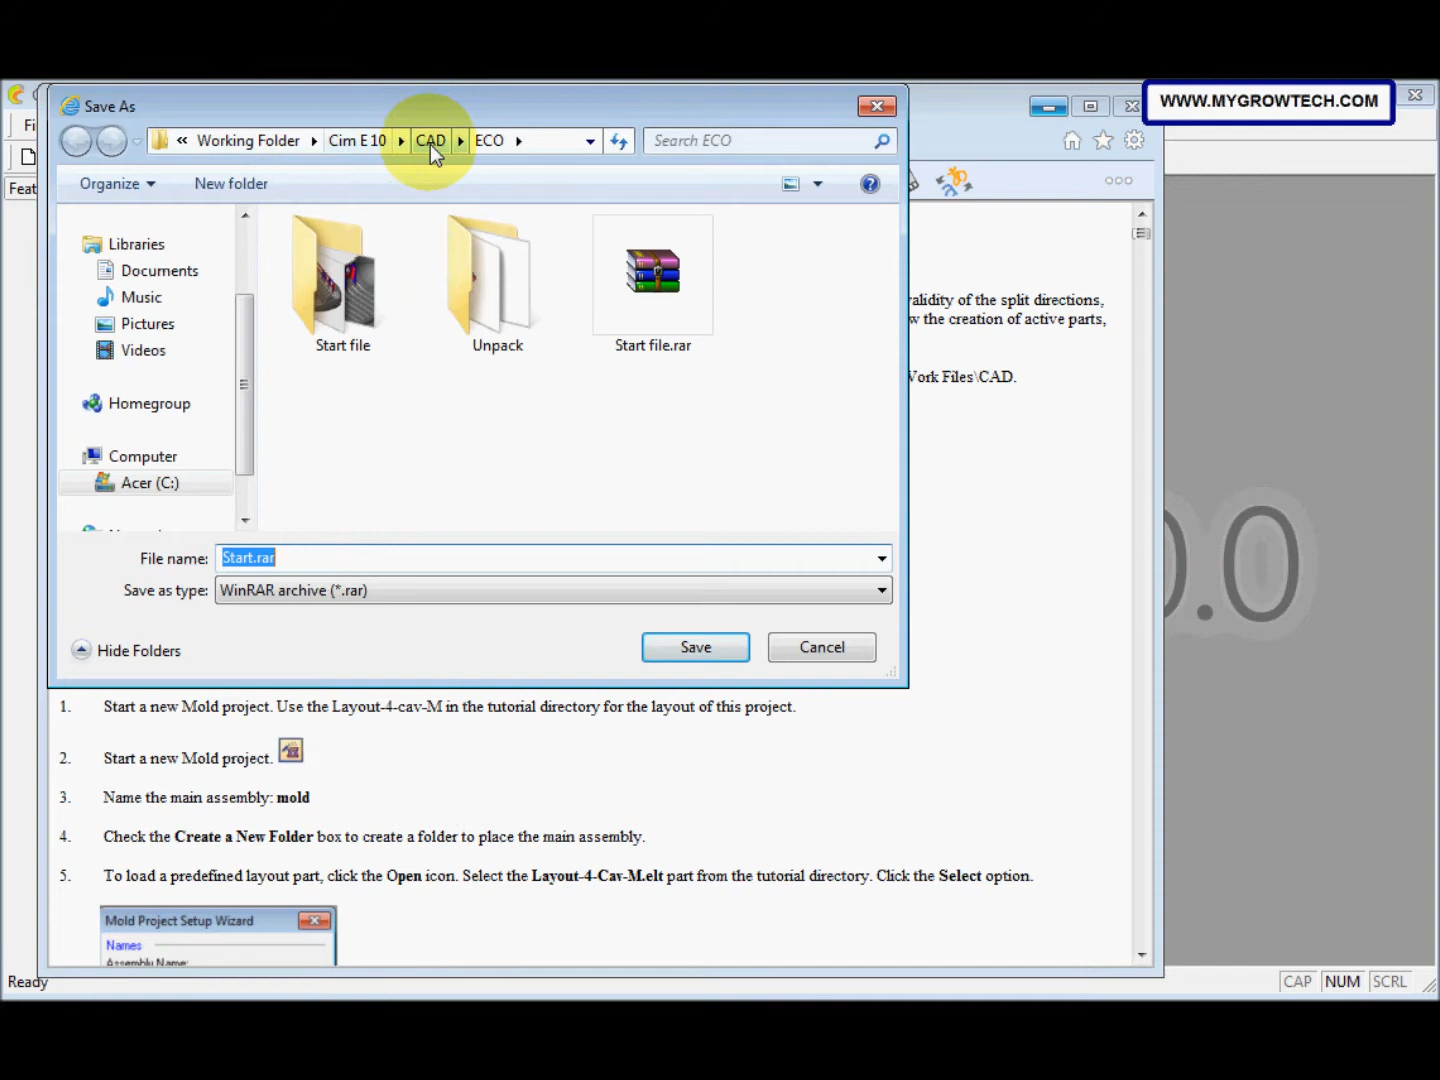 WWW.MYGROWTECH.COM
Save As
« Working Folder Cim E 10 CAD ECO
Search ECO
Organize
New folder
Libraries
Documents
Music
Pictures
Videos
Homegroup
Computer
Acer (C:)
Start file
Unpack
Start file.rar
File name: Start.rar
Save as type: WinRAR archive (*.rar)
Hide Folders
Save
Cancel
Fi
Feat
of the split directions,
the creation of active parts,
Files\CAD.
.0
1. Start a new Mold project. Use the Layout-4-cav-M in the tutorial directory for the layout of this project.
2. Start a new Mold project.
3. Name the main assembly: mold
4. Check the Create a New Folder box to create a folder to place the main assembly.
5. To load a predefined layout part, click the Open icon. Select the Layout-4-Cav-M.elt part from the tutorial directory. Click the Select option.
Mold Project Setup Wizard
Names
Assembly Name:
Ready
CAP NUM SCRL